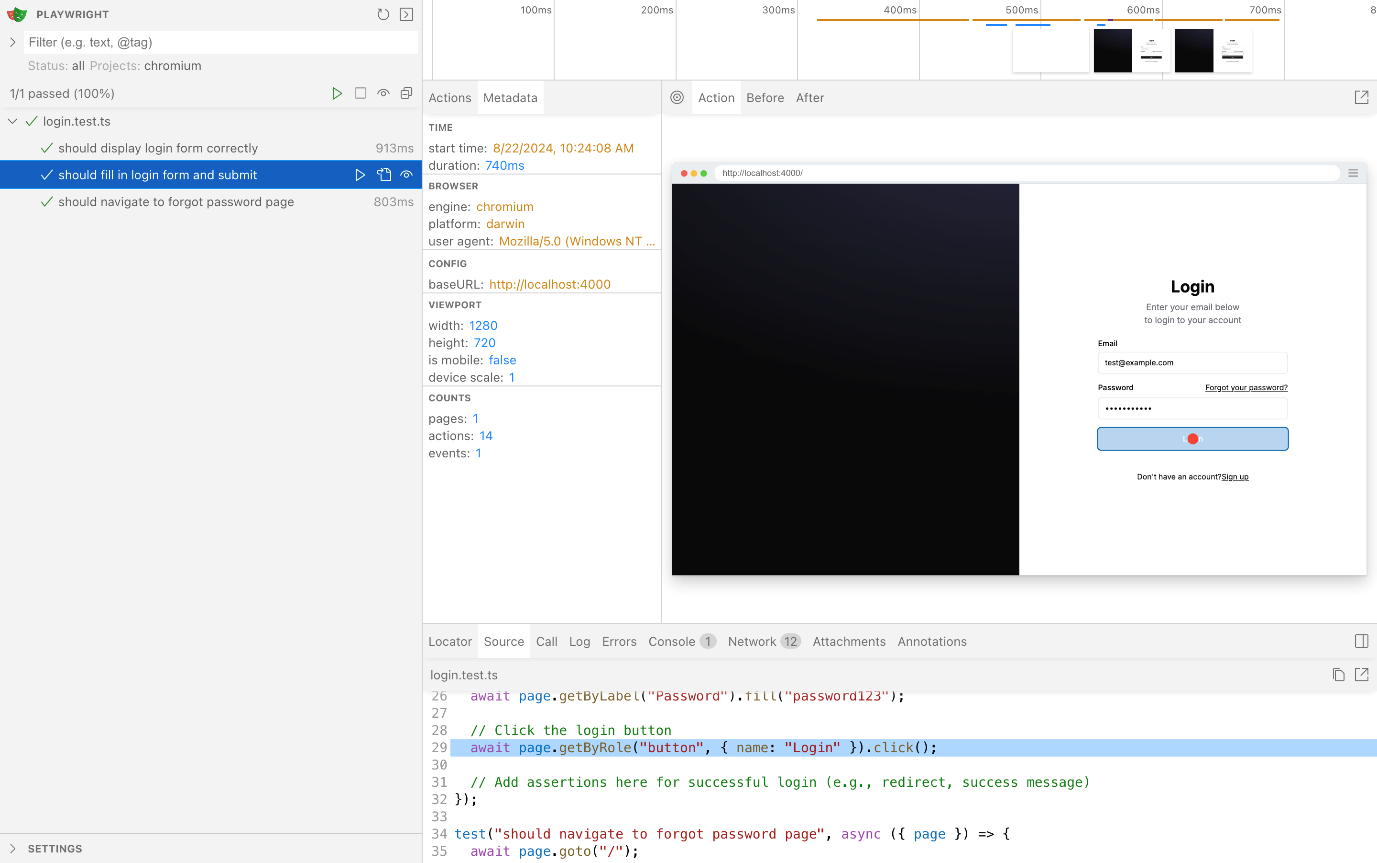 PLAYWRIGHT
Filter (e.g. text, @tag)
Status: all Projects: chromium
1/1 passed (100%)
login.test.ts
should display login form correctly 913ms
should fill in login form and submit
should navigate to forgot password page 803ms
SETTINGS
100ms 200ms 300ms 400ms 500ms 600ms 700ms 8
Actions Metadata
TIME
start time: 8/22/2024, 10:24:08 AM
duration: 740ms
BROWSER
engine: chromium
platform: darwin
user agent: Mozilla/5.0 (Windows NT ...
CONFIG
baseURL: http://localhost:4000
VIEWPORT
width: 1280
height: 720
is mobile: false
device scale: 1
COUNTS
pages: 1
actions: 14
events: 1
Action Before After
http://localhost:4000/
Login
Enter your email below
to login to your account
Email
test@example.com
Password Forgot your password?
•••••••••••
Don't have an account?Sign up
Locator Source Call Log Errors Console 1 Network 12 Attachments Annotations
login.test.ts
26 await page.getByLabel("Password").fill("password123");
27
28 // Click the login button
29 await page.getByRole("button", { name: "Login" }).click();
30
31 // Add assertions here for successful login (e.g., redirect, success message)
32 });
33
34 test("should navigate to forgot password page", async ({ page }) => {
35 await page.goto("/");